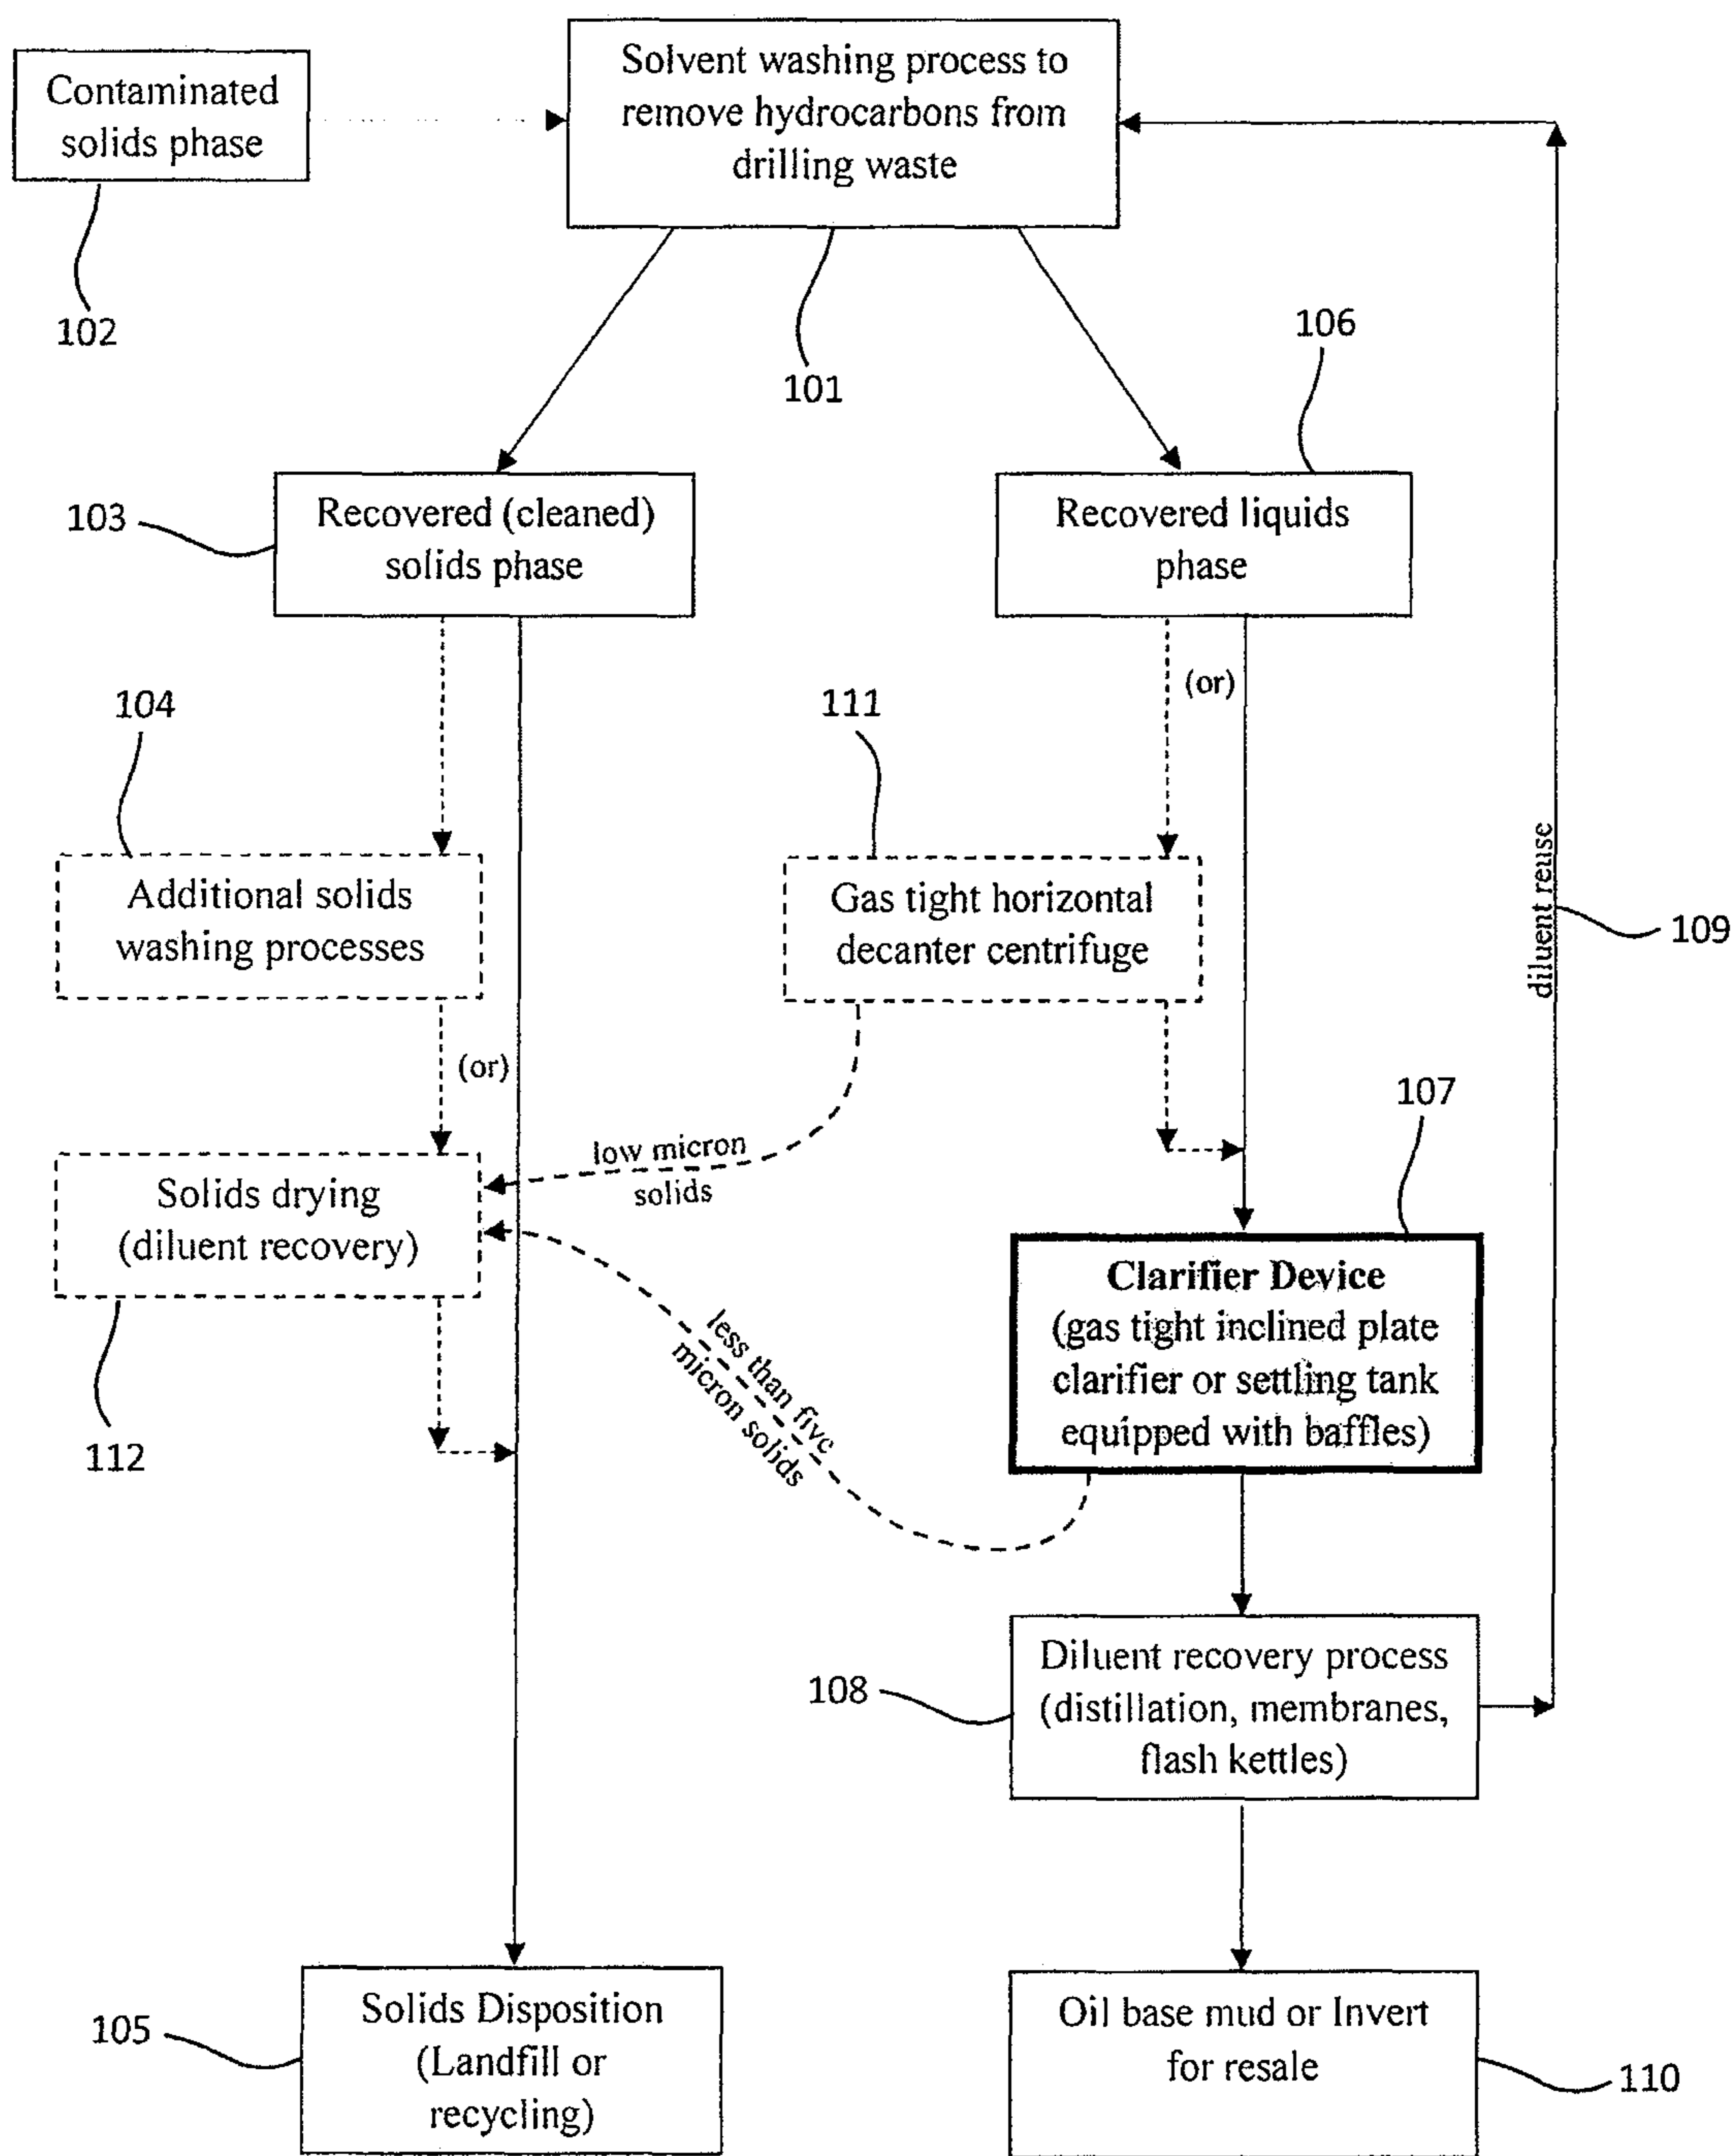 Contaminated
solids phase
Solvent washing process to
remove hydrocarbons from
drilling waste
102
101
106
103
Recovered (cleaned)
solids phase
Recovered liquids
phase
(or)
104
111
Additional solids
washing processes
Gas tight horizontal
decanter centrifuge
diluent reuse
109
(or)
107
low micron
solids
Solids drying
(diluent recovery)
Clarifier Device
(gas tight inclined plate
clarifier or settling tank
equipped with baffles)
less than five
micron solids
112
108
Diluent recovery process
(distillation, membranes,
flash kettles)
105
Solids Disposition
(Landfill or
recycling)
Oil base mud or Invert
for resale
110